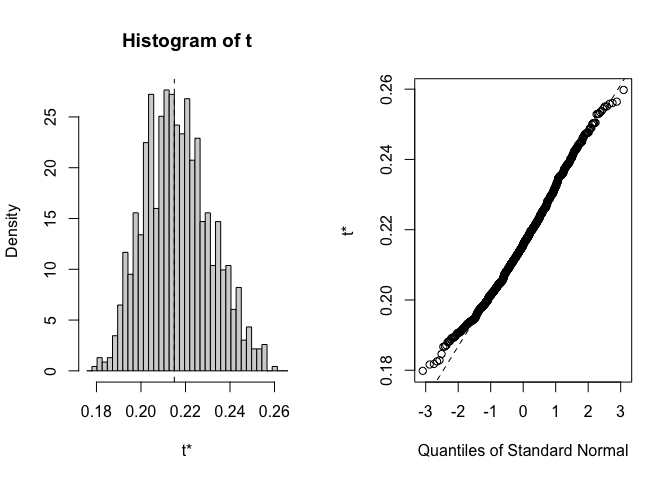 Histogram of t
Density
0 5 10 15 20 25
0.18 0.20 0.22 0.24 0.26
t*
t*
0.18 0.20 0.22 0.24 0.26
-3 -2 -1 0 1 2 3
Quantiles of Standard Normal